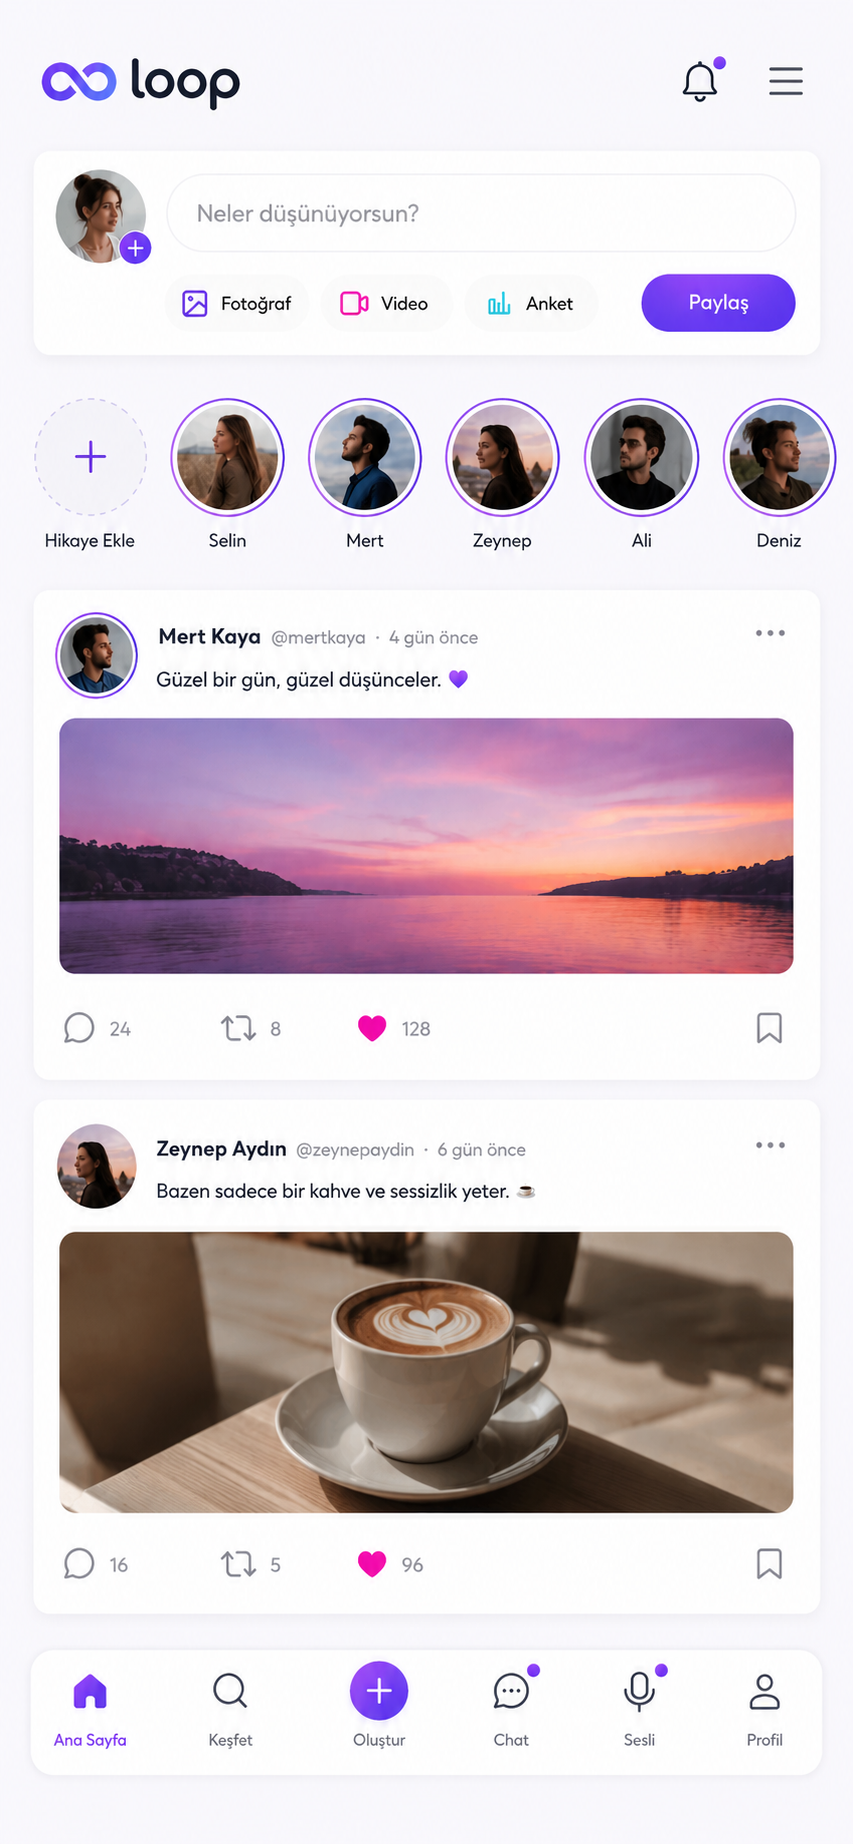 loop
Neler düşünüyorsun?
Fotoğraf Video Anket Paylaş
Hikaye Ekle Selin Mert Zeynep Ali Deniz
Mert Kaya @mertkaya · 4 gün önce
Güzel bir gün, güzel düşünceler. 💜
24 8 128
Zeynep Aydın @zeynepaydin · 6 gün önce
Bazen sadece bir kahve ve sessizlik yeter. ☕
16 5 96
Ana Sayfa Keşfet Oluştur Chat Sesli Profil